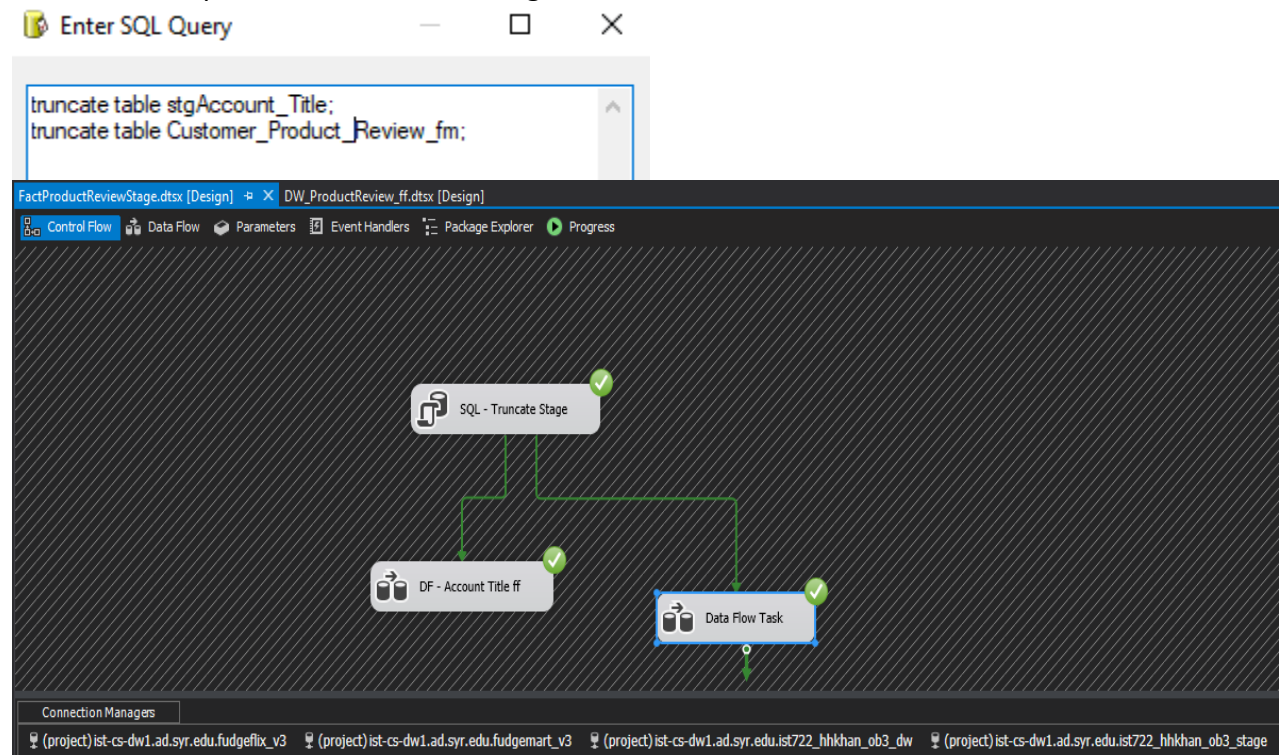 Enter SQL Query
truncate table stgAccount_Title;
truncate table Customer_Product_Review_fm;
FactProductReviewStage.dtsx [Design] DW_ProductReview_ff.dtsx [Design]
Control Flow Data Flow Parameters Event Handlers Package Explorer Progress
SQL - Truncate Stage
DF - Account Title ff
Data Flow Task
Connection Managers
(project) ist-cs-dw1.ad.syr.edu.fudgeflix_v3 (project) ist-cs-dw1.ad.syr.edu.fudgemart_v3 (project) ist-cs-dw1.ad.syr.edu.ist722_hhkhan_ob3_dw (project) ist-cs-dw1.ad.syr.edu.ist722_hhkhan_ob3_stage